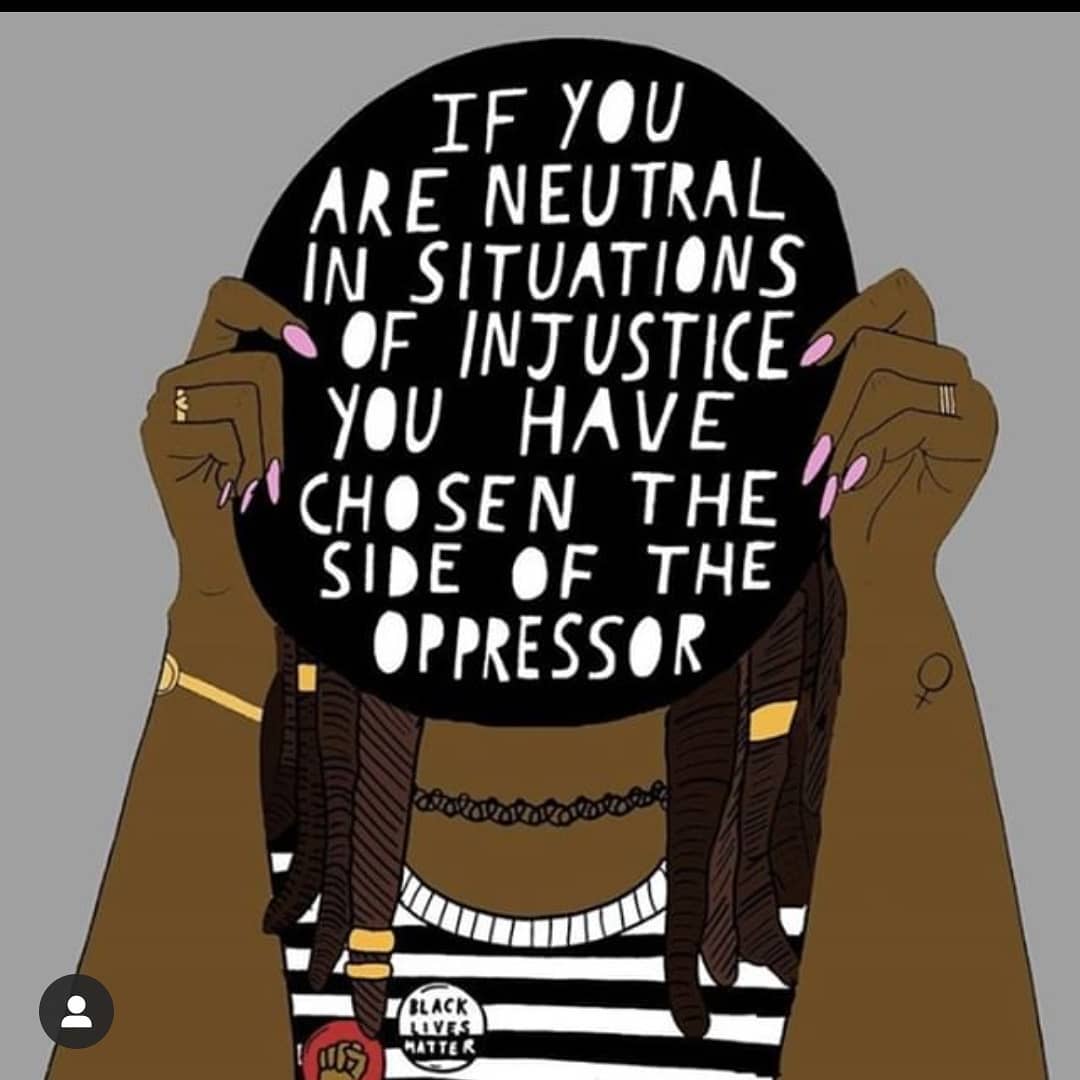 IF YOU
ARE NEUTRAL
IN SITUATIONS
OF INJUSTICE
YOU HAVE
CHOSEN THE
SIDE OF THE
OPPRESSOR
BLACK
LIVES
MATTER